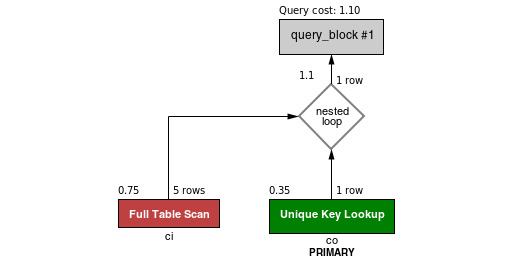 Query cost: 1.10
query_block #1
1.1
1 row
nested
loop
0.75
5 rows
0.35
1 row
Full Table Scan
Unique Key Lookup
ci
co
PRIMARY